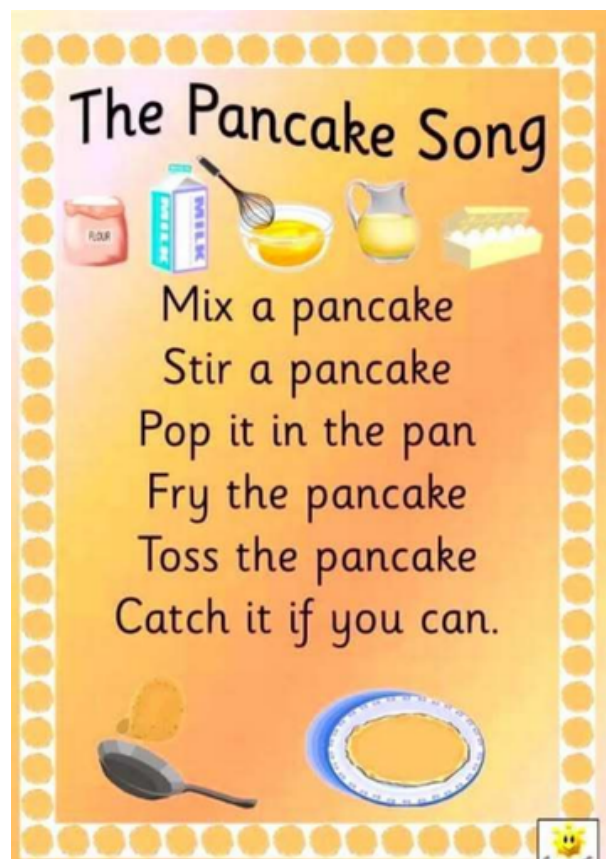 The Pancake Song
FLOUR
MILK
MILK
Mix a pancake
Stir a pancake
Pop it in the pan
Fry the pancake
Toss the pancake
Catch it if you can.